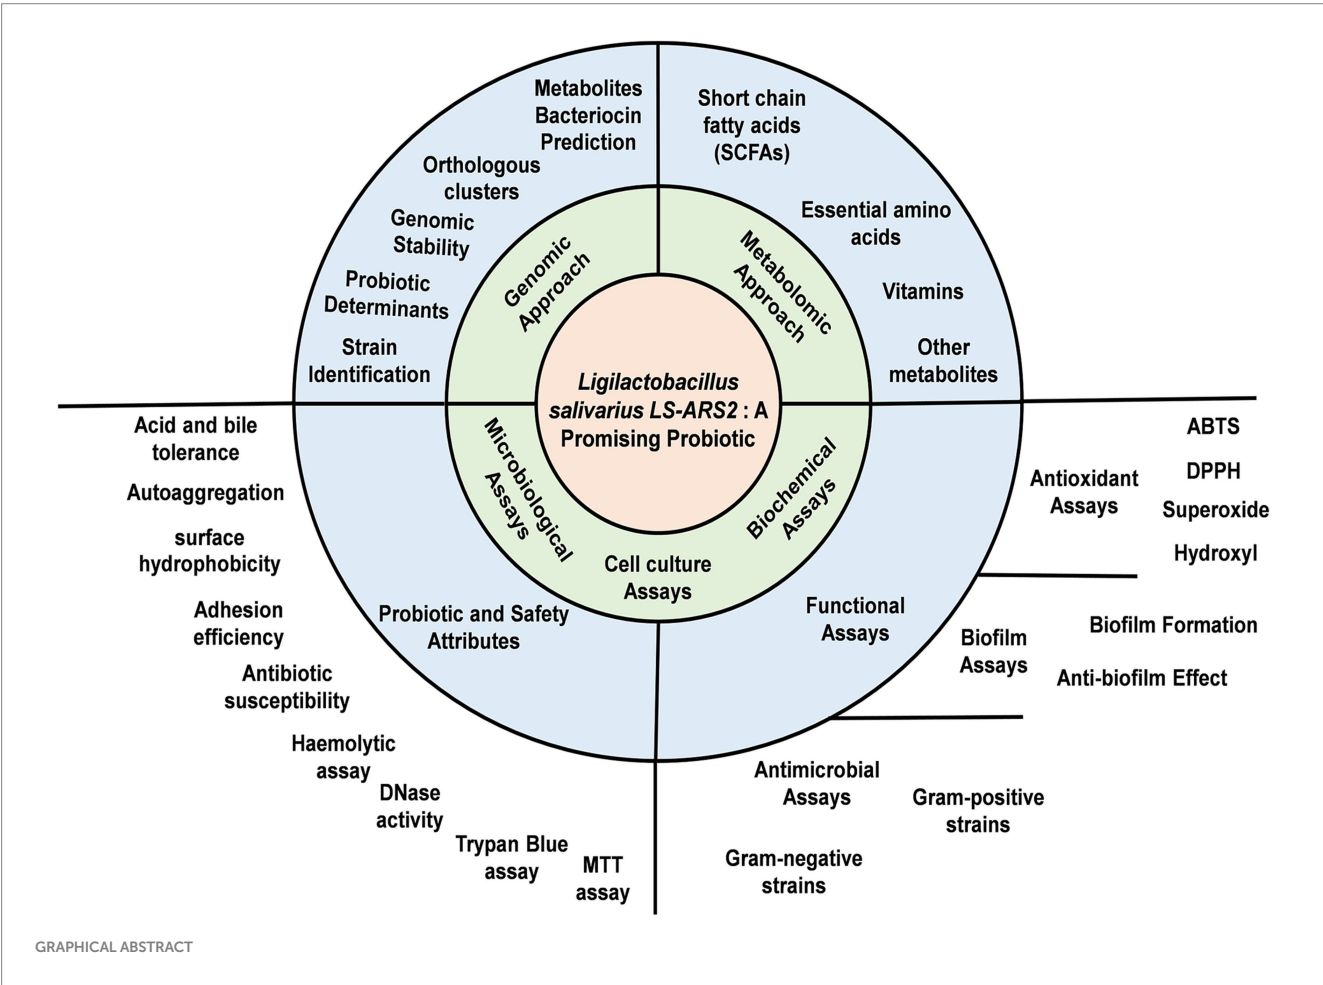 Metabolites
Bacteriocin
Prediction
Orthologous
clusters
Genomic
Stability
Probiotic
Determinants
Strain
Identification
Short chain
fatty acids
(SCFAs)
Essential amino
acids
Vitamins
Other
metabolites
Genomic
Approach
Metabolomic
Approach
Ligilactobacillus
salivarius LS-ARS2 : A
Promising Probiotic
Microbiological
Assays
Cell culture
Assays
Biochemical
Assays
Probiotic and Safety
Attributes
Functional
Assays
Acid and bile
tolerance
Autoaggregation
surface
hydrophobicity
Adhesion
efficiency
Antibiotic
susceptibility
Haemolytic
assay
DNase
activity
Trypan Blue
assay
MTT
assay
Antioxidant
Assays
ABTS
DPPH
Superoxide
Hydroxyl
Biofilm
Assays
Biofilm Formation
Anti-biofilm Effect
Antimicrobial
Assays
Gram-positive
strains
Gram-negative
strains
GRAPHICAL ABSTRACT